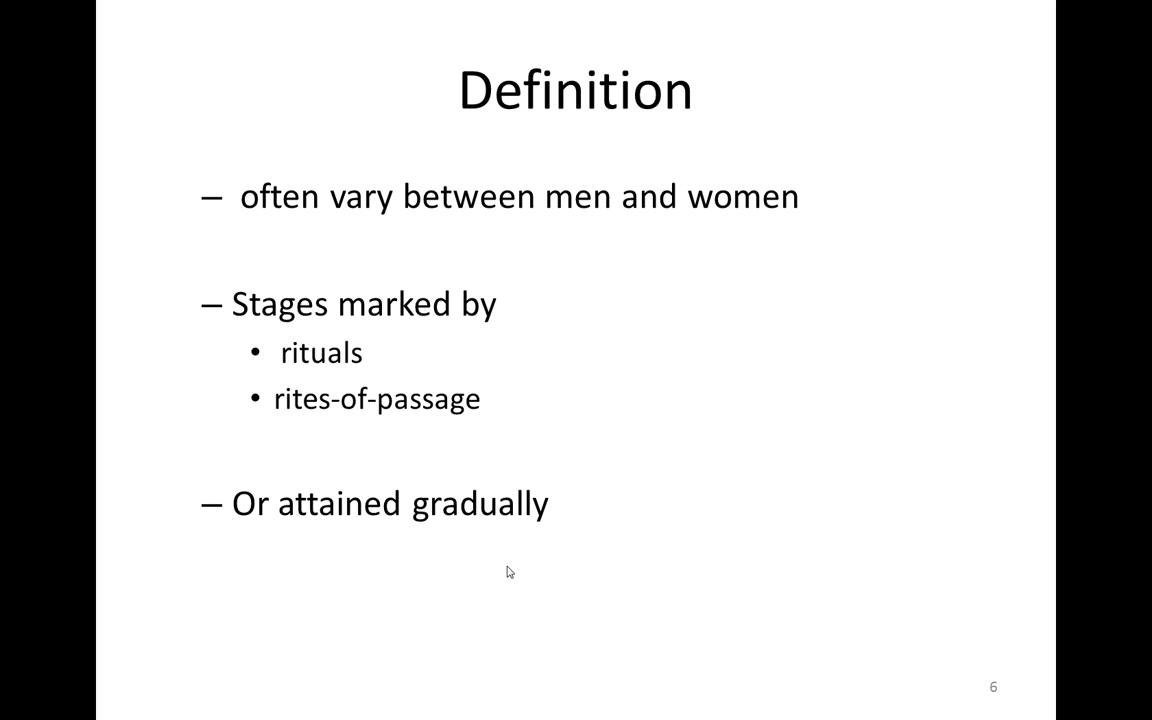 Definition
– often vary between men and women
– Stages marked by
• rituals
• rites-of-passage
– Or attained gradually
6